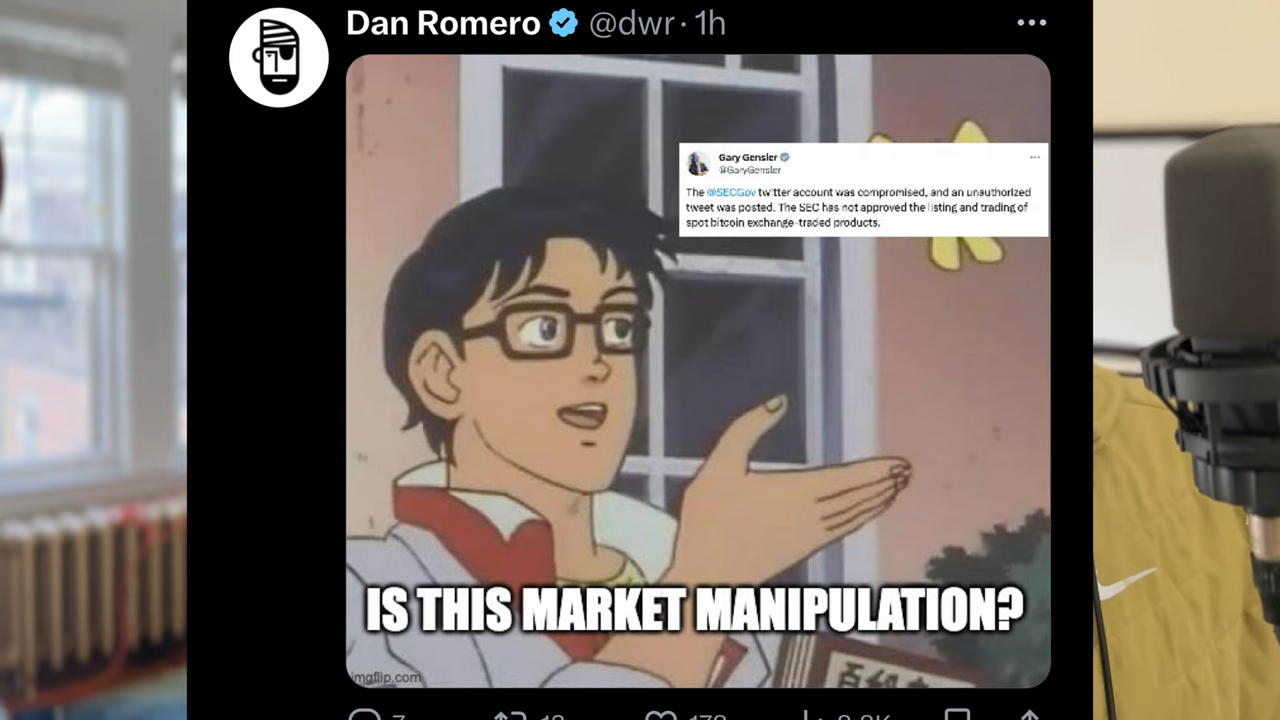 Dan Romero @dwr · 1h
Gary Gensler
@GaryGensler
The @SECGov twitter account was compromised, and an unauthorized
tweet was posted. The SEC has not approved the listing and trading of
spot bitcoin exchange-traded products.
IS THIS MARKET MANIPULATION?
imgflip.com